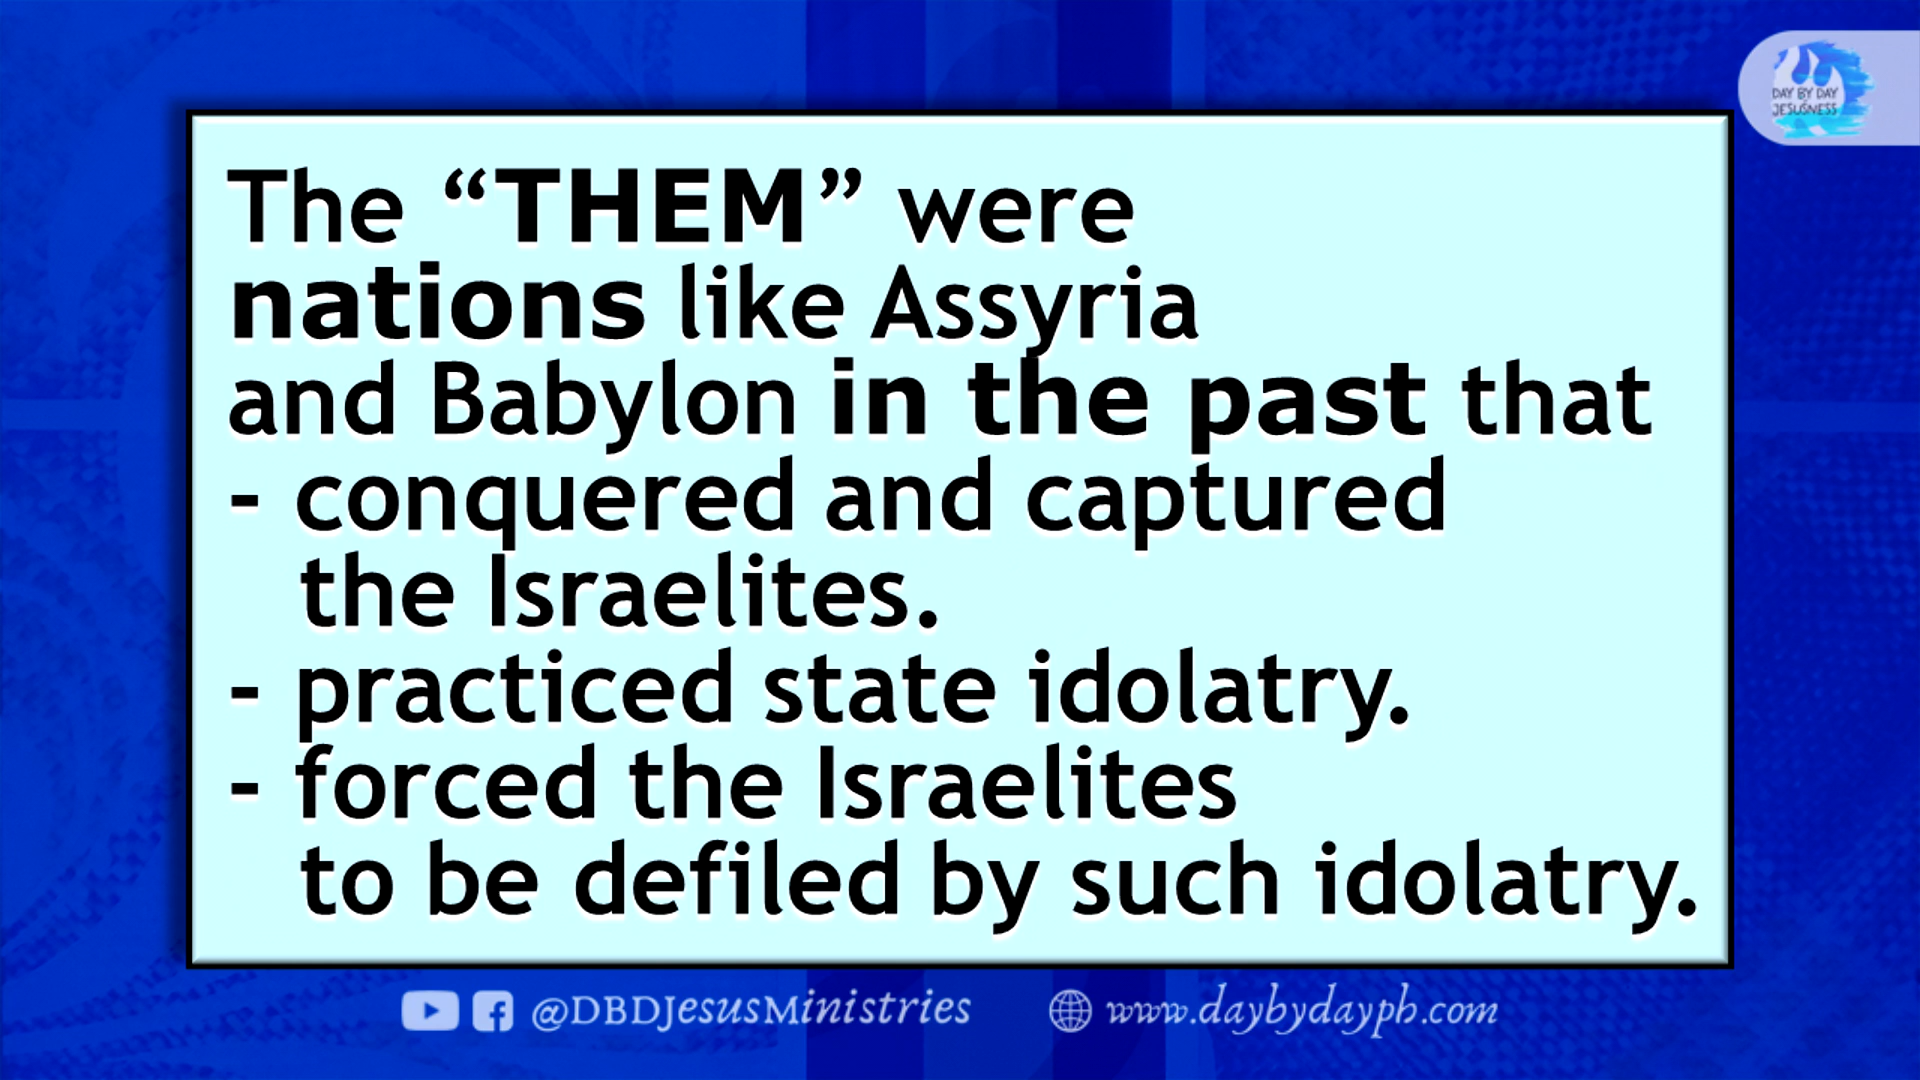 DAY BY DAY
JESUSNESS
The “THEM” were
nations like Assyria
and Babylon in the past that
- conquered and captured
the Israelites.
- practiced state idolatry.
- forced the Israelites
to be defiled by such idolatry.
@DBDJesusMinistries www.daybydayph.com